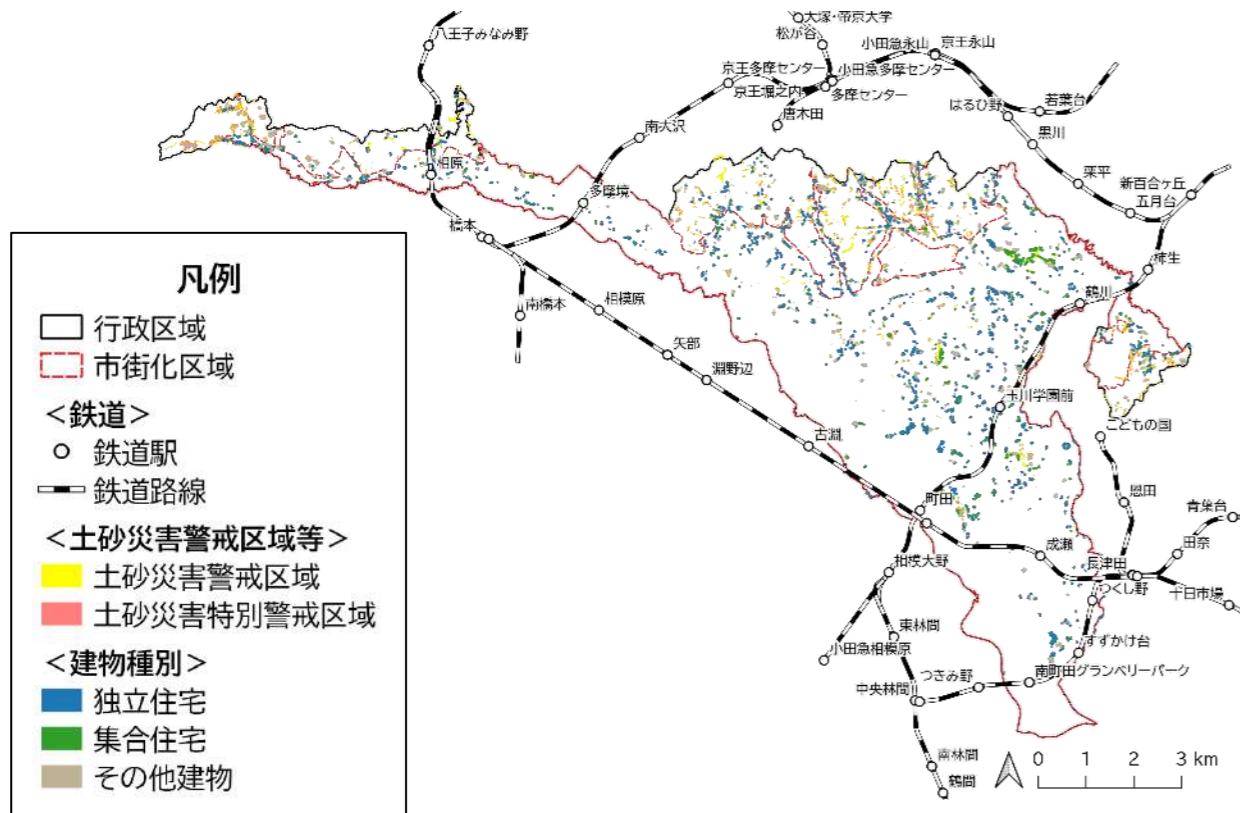 大塚・帝京大学
八王子みなみ野
松が谷
小田急永山
京王永山
京王多摩センター
小田急多摩センター
京王堀之内
多摩センター
若葉台
はるひ野
唐木田
南大沢
黒川
相原
栗平
新百合ヶ丘
多摩境
五月台
橋本
柿生
凡例
行政区域
市街化区域
<鉄道>
鉄道駅
鉄道路線
<土砂災害警戒区域等>
土砂災害警戒区域
土砂災害特別警戒区域
<建物種別>
独立住宅
集合住宅
その他建物
鶴川
南橋本
相模原
矢部
淵野辺
玉川学園前
こどもの国
古淵
町田
恩田
青葉台
成瀬
田奈
相模大野
長津田
つくし野
十日市場
東林間
すずかけ台
小田急相模原
つきみ野
南町田グランベリーパーク
中央林間
南林間
鶴間
0 1 2 3 km